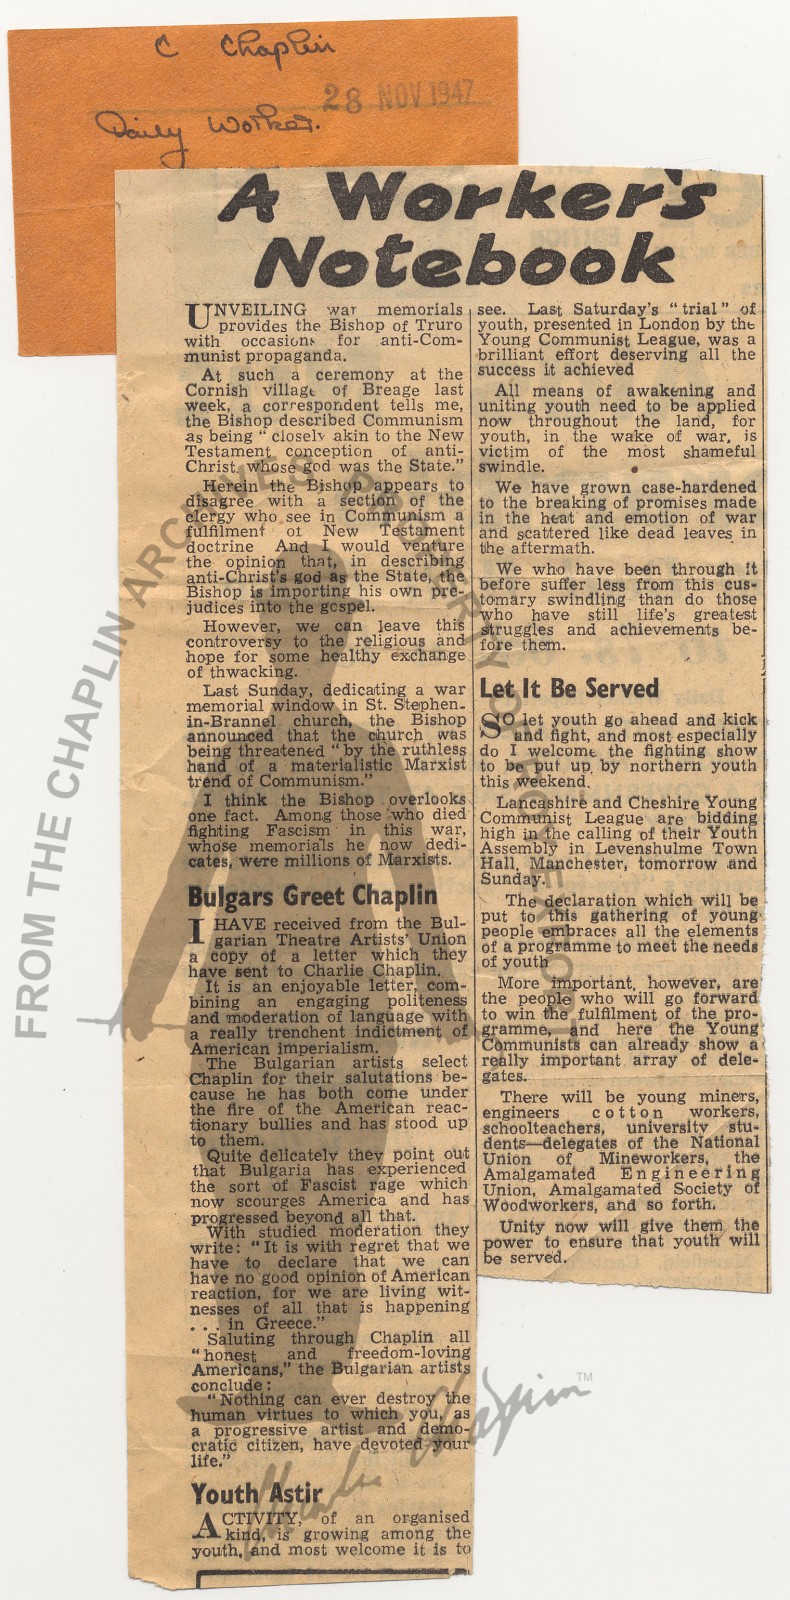 C Chaplin
28 NOV 1947
Daily Worker.
A Worker's
Notebook
UNVEILING war memorials
provides the Bishop of Truro
with occasions for anti-Com-
munist propaganda.
At such a ceremony at the
Cornish village of Breage last
week, a correspondent tells me,
the Bishop described Communism
as being "closely akin to the New
Testament conception of anti-
Christ, whose god was the State."
Herein the Bishop appears to
disagree with a section of the
clergy who see in Communism a
fulfilment of New Testament
doctrine And I would venture
the opinion that, in describing
anti-Christ's god as the State, the
Bishop is importing his own pre-
judices into the gospel.
However, we can leave this
controversy to the religious and
hope for some healthy exchange
of thwacking.
Last Sunday, dedicating a war
memorial window in St. Stephen-
in-Brannel church, the Bishop
announced that the church was
being threatened "by the ruthless
hand of a materialistic Marxist
trend of Communism."
I think the Bishop overlooks
one fact. Among those who died
fighting Fascism in this war,
whose memorials he now dedi-
cates, were millions of Marxists.
Bulgars Greet Chaplin
I HAVE received from the Bul-
garian Theatre Artists' Union
a copy of a letter which they
have sent to Charlie Chaplin.
It is an enjoyable letter, com-
bining an engaging politeness
and moderation of language with
a really trenchent indictment of
American imperialism.
The Bulgarian artists select
Chaplin for their salutations be-
cause he has both come under
the fire of the American reac-
tionary bullies and has stood up
to them.
Quite delicately they point out
that Bulgaria has experienced
the sort of Fascist rage which
now scourges America and has
progressed beyond all that.
With studied moderation they
write: "It is with regret that we
have to declare that we can
have no good opinion of American
reaction, for we are living wit-
nesses of all that is happening
. . . in Greece."
Saluting through Chaplin all
"honest and freedom-loving
Americans," the Bulgarian artists
conclude:
"Nothing can ever destroy the
human virtues to which you, as
a progressive artist and demo-
cratic citizen, have devoted your
life."
Youth Astir
ACTIVITY, of an organised
kind, is growing among the
youth, and most welcome it is to
see. Last Saturday's "trial" of
youth, presented in London by the
Young Communist League, was a
brilliant effort deserving all the
success it achieved
All means of awakening and
uniting youth need to be applied
now throughout the land, for
youth, in the wake of war, is
victim of the most shameful
swindle.
We have grown case-hardened
to the breaking of promises made
in the heat and emotion of war
and scattered like dead leaves in
the aftermath.
We who have been through it
before suffer less from this cus-
tomary swindling than do those
who have still life's greatest
struggles and achievements be-
fore them.
Let It Be Served
SO let youth go ahead and kick
and fight, and most especially
do I welcome the fighting show
to be put up by northern youth
this weekend.
Lancashire and Cheshire Young
Communist League are bidding
high in the calling of their Youth
Assembly in Levenshulme Town
Hall, Manchester, tomorrow and
Sunday.
The declaration which will be
put to this gathering of young
people embraces all the elements
of a programme to meet the needs
of youth
More important, however, are
the people who will go forward
to win the fulfilment of the pro-
gramme, and here the Young
Communists can already show a
really important array of dele-
gates.
There will be young miners,
engineers cotton workers,
schoolteachers, university stu-
dents—delegates of the National
Union of Mineworkers, the
Amalgamated Engineering
Union, Amalgamated Society of
Woodworkers, and so forth.
Unity now will give them the
power to ensure that youth will
be served.
FROM THE CHAPLIN ARCHIVES PROPERTY OF ROY EXPORT
Charlie Chaplin TM